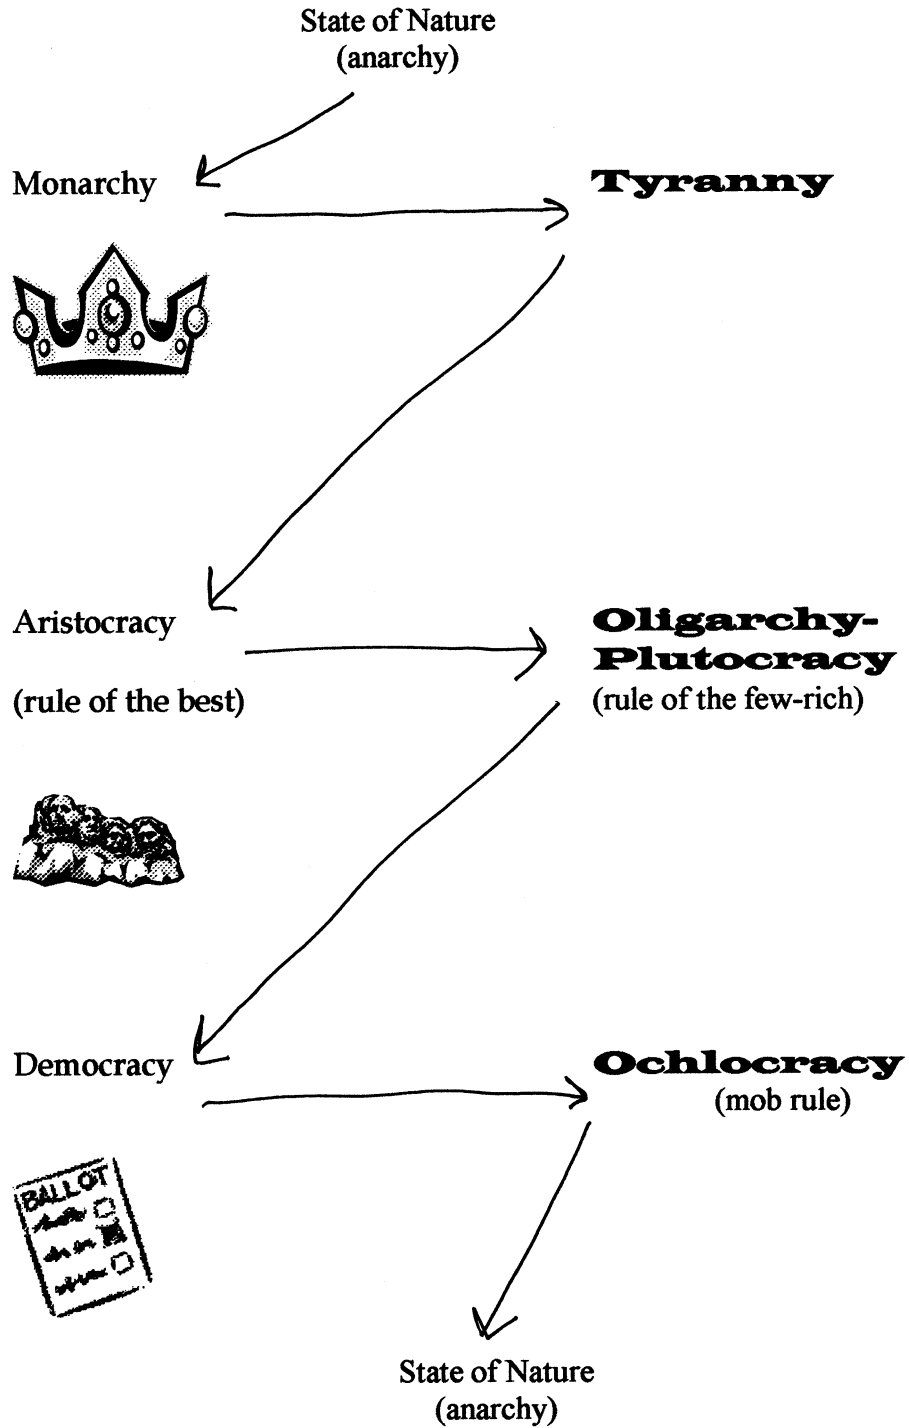 State of Nature
(anarchy)
Monarchy
Tyranny
Aristocracy
(rule of the best)
Oligarchy-
Plutocracy
(rule of the few-rich)
Democracy
Ochlocracy
(mob rule)
BALLOT
State of Nature
(anarchy)